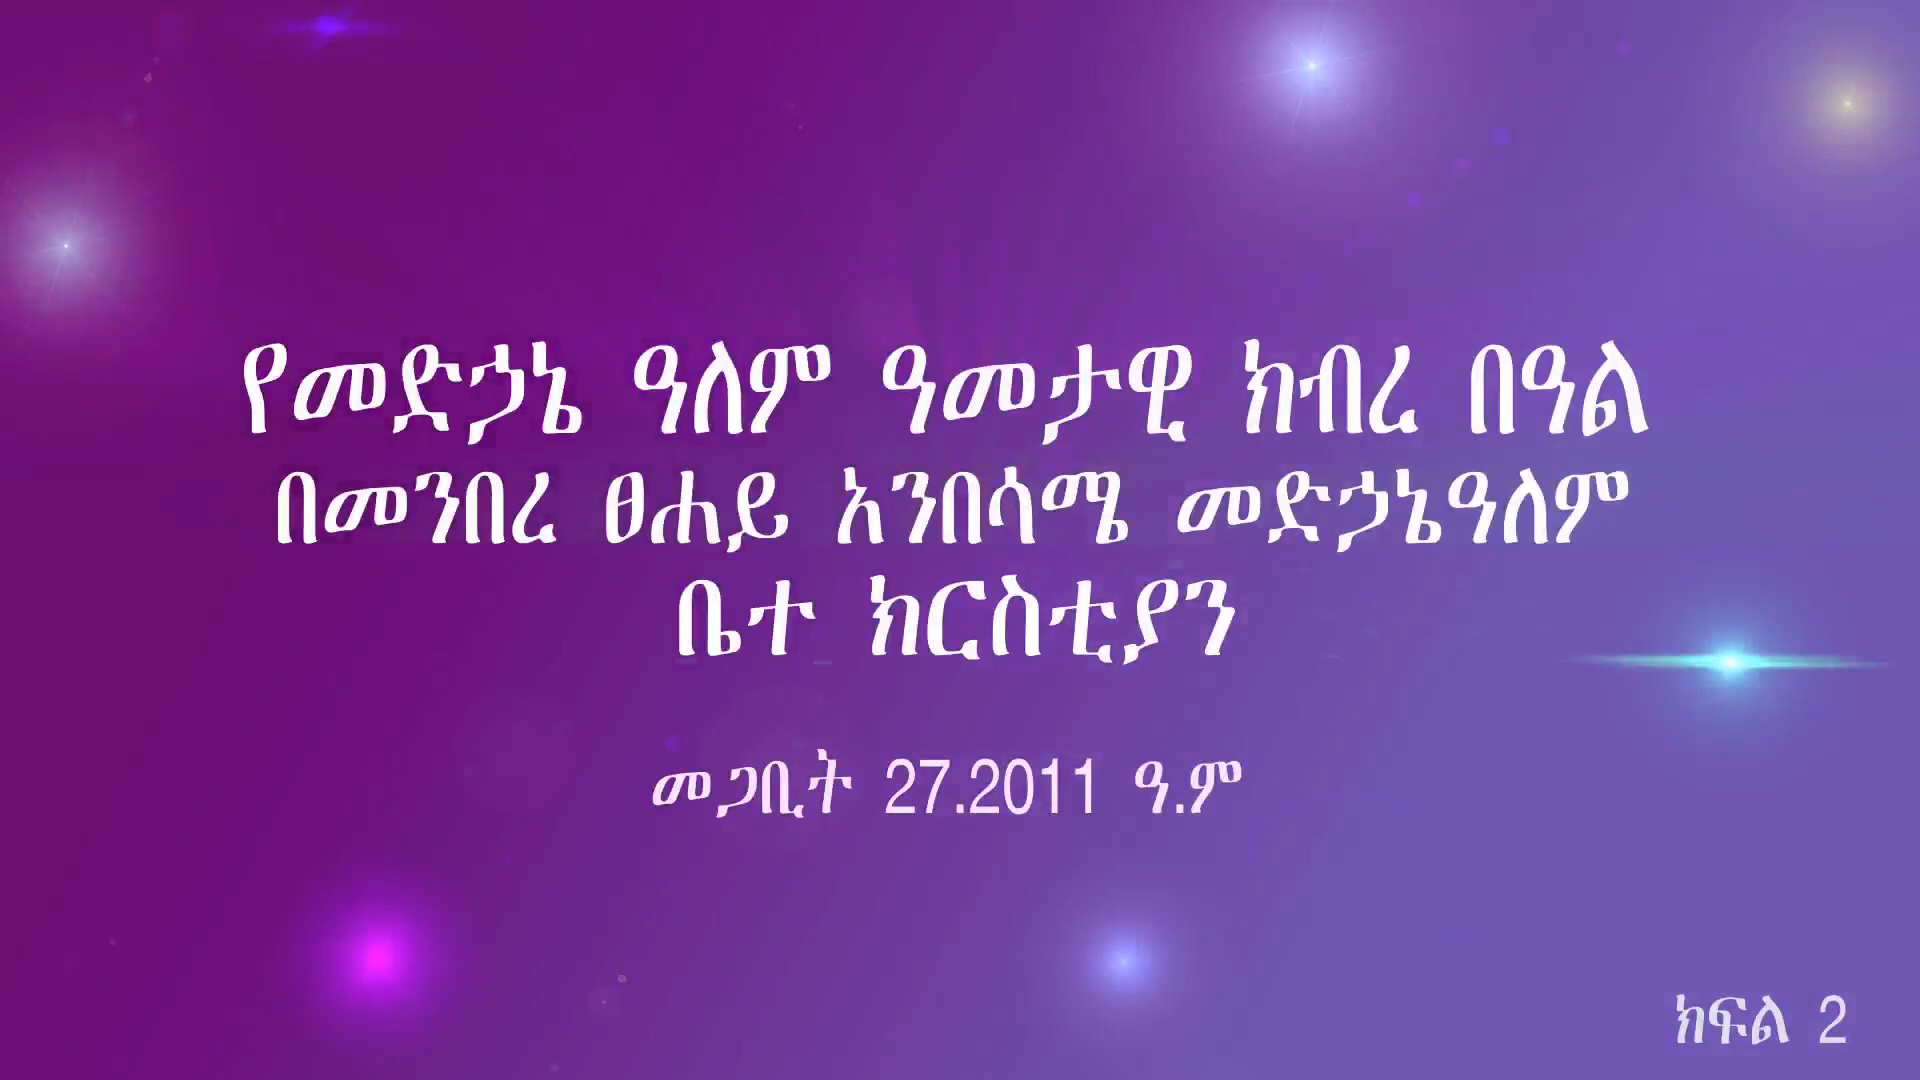 የመድኃኔ ዓለም ዓመታዊ ክብረ በዓል
በመንበረ ፀሐይ አንበሳሜ መድኃኔዓለም
ቤተ ክርስቲያን
መጋቢት 27.2011 ዓ.ም
ክፍል 2